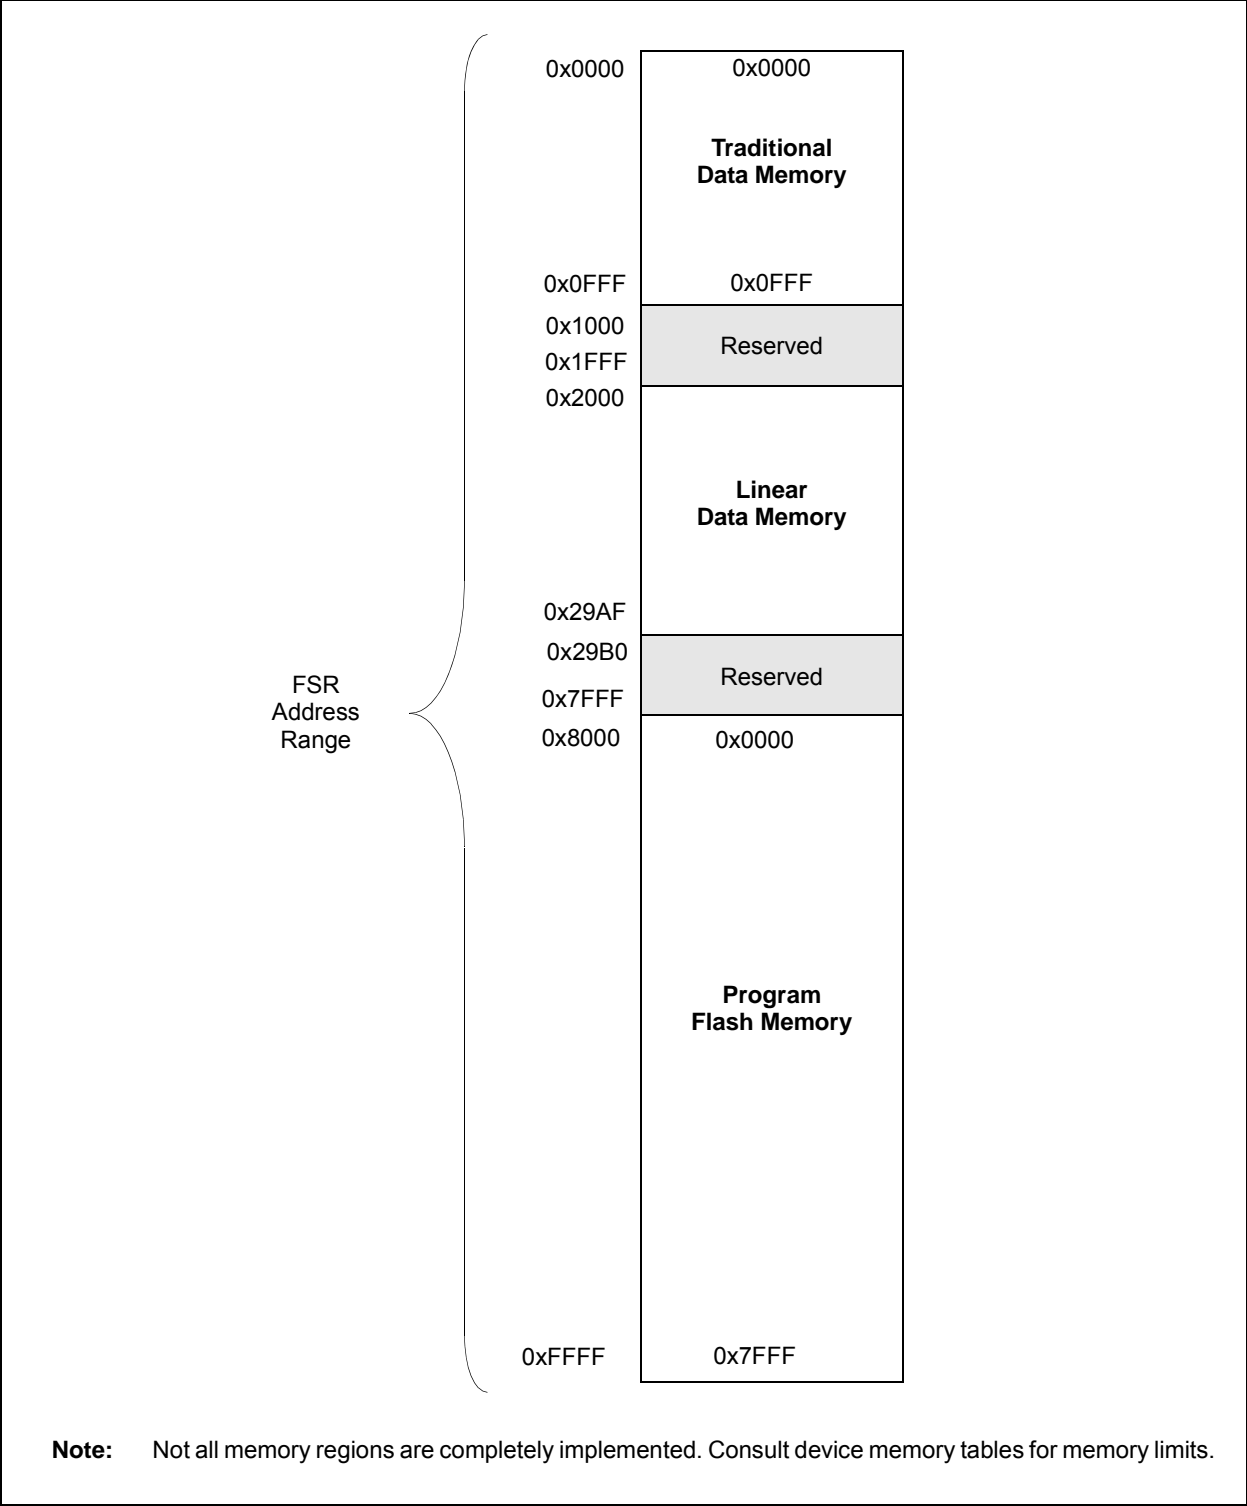 0x0000 0x0000
Traditional
Data Memory
0x0FFF 0x0FFF
0x1000
Reserved
0x1FFF
0x2000
Linear
Data Memory
0x29AF
0x29B0
Reserved
0x7FFF
FSR
Address
Range
0x8000 0x0000
Program
Flash Memory
0xFFFF 0x7FFF
Note: Not all memory regions are completely implemented. Consult device memory tables for memory limits.